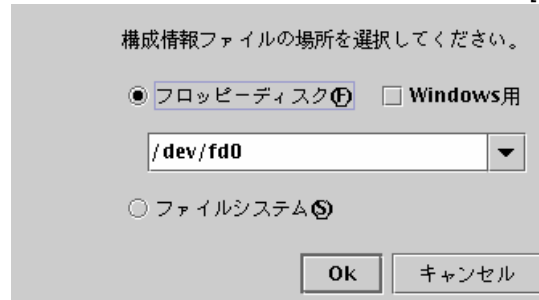 構成情報ファイルの場所を選択してください。
フロッピーディスク(F) Windows用
/dev/fd0
ファイルシステム(S)
Ok キャンセル